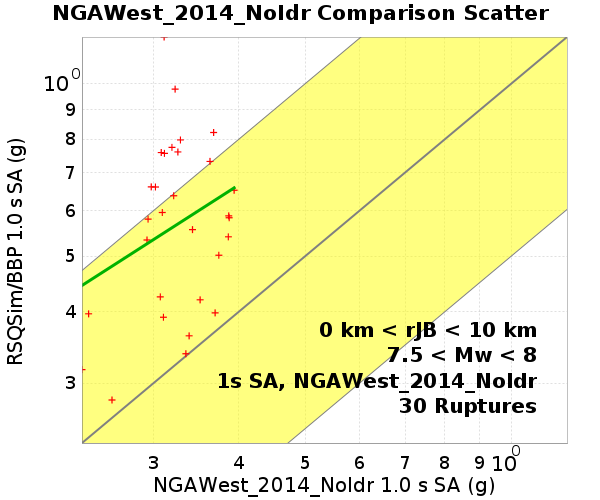 NGAWest_2014_NoIdr Comparison Scatter
10^0
9
8
7
6
5
4
3
RSQSim/BBP 1.0 s SA (g)
0 km < rJB < 10 km
7.5 < Mw < 8
1s SA, NGAWest_2014_NoIdr
30 Ruptures
3 4 5 6 7 8 9 10^0
NGAWest_2014_NoIdr 1.0 s SA (g)